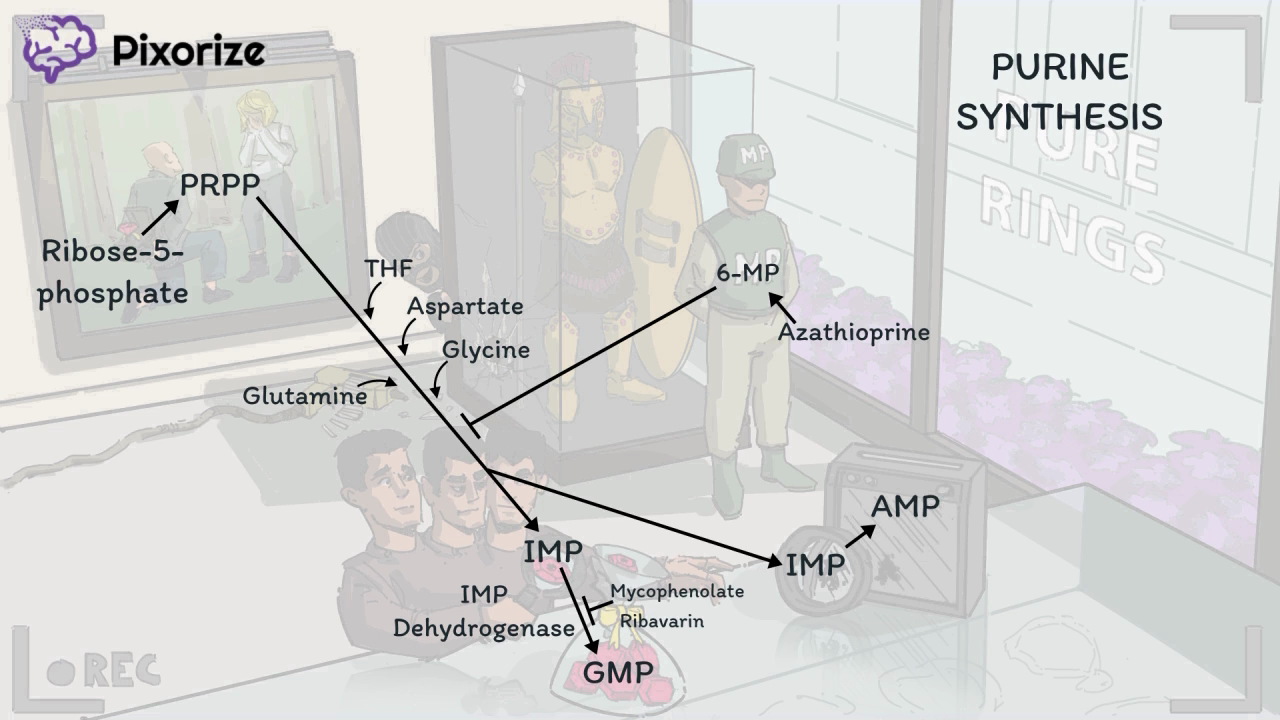 Pixorize
PURINE
SYNTHESIS
PURE
RINGS
MP
MP
PRPP
Ribose-5-
phosphate
THF
Aspartate
Glycine
Glutamine
6-MP
Azathioprine
AMP
IMP
IMP
IMP
Dehydrogenase
Mycophenolate
Ribavarin
GMP
REC